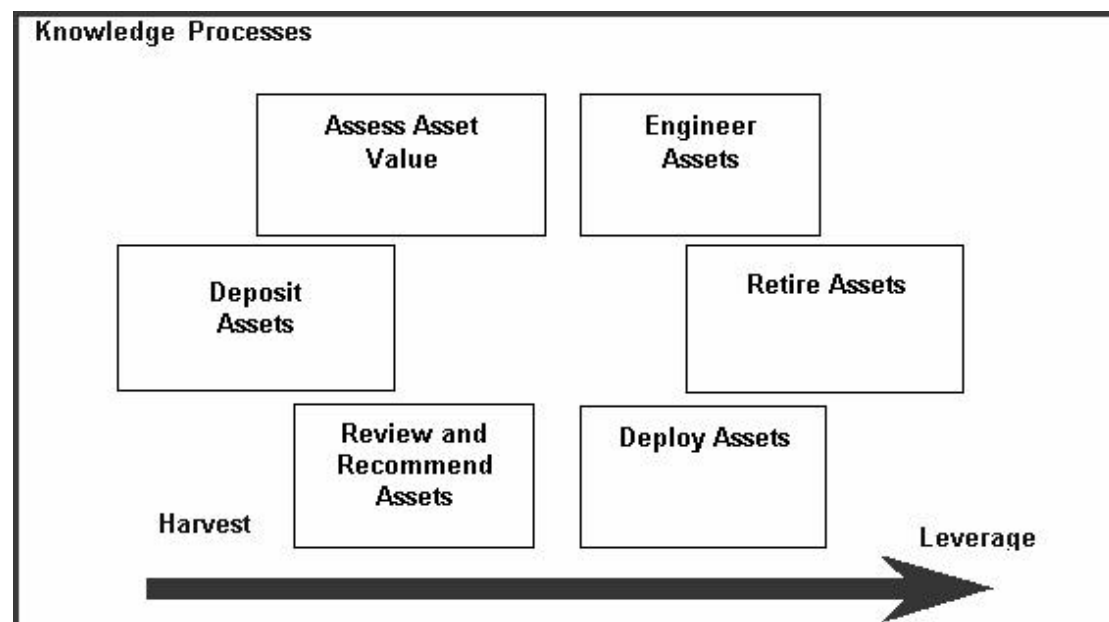 Knowledge Processes
Assess Asset
Value
Engineer
Assets
Deposit
Assets
Retire Assets
Review and
Recommend
Assets
Deploy Assets
Harvest
Leverage